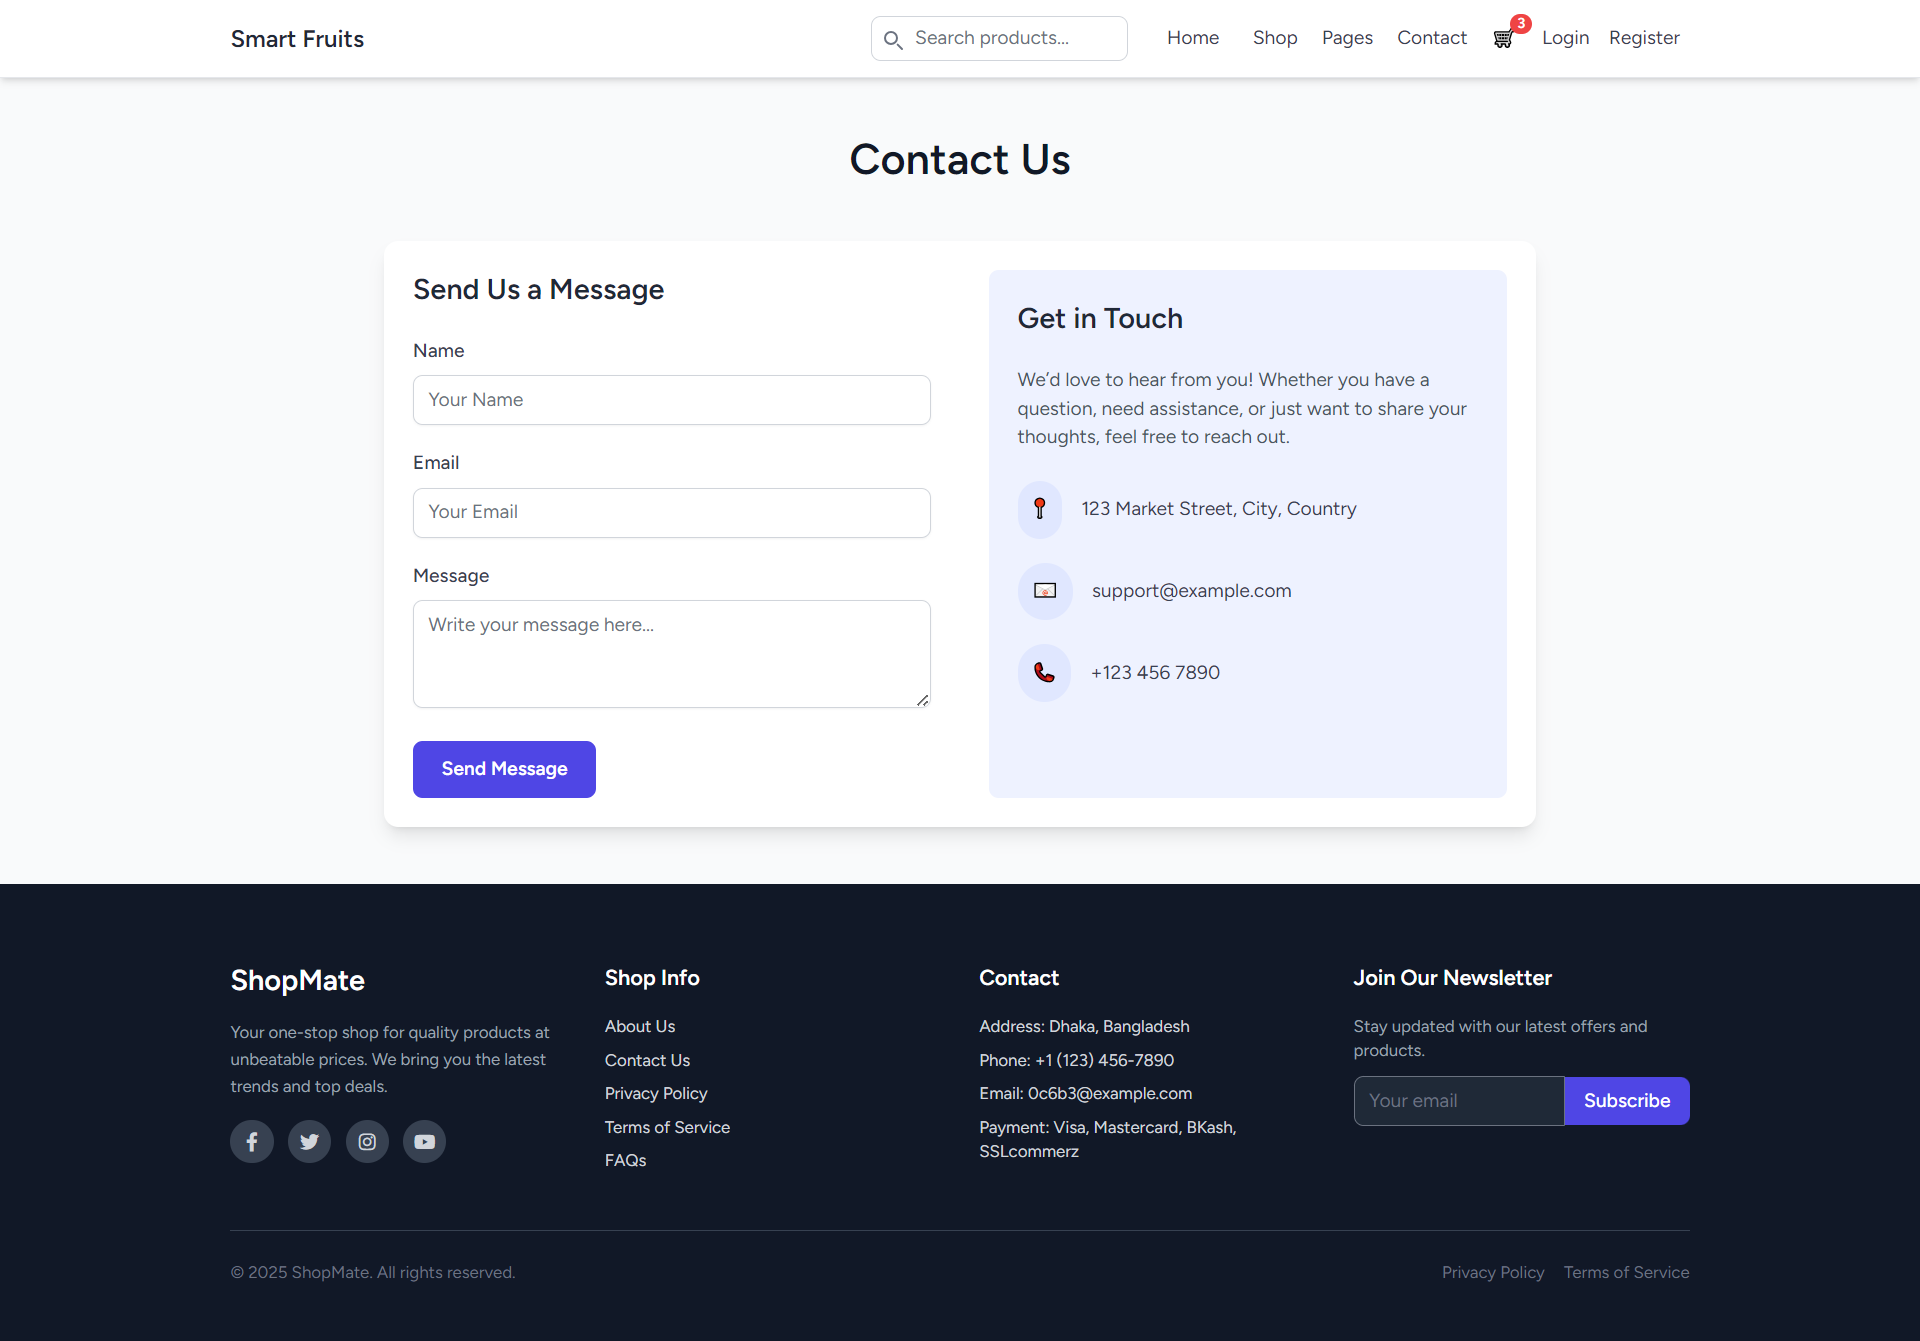 Smart Fruits
Search products...
Home
Shop
Pages
Contact
3
Login
Register
Contact Us
Send Us a Message
Name
Your Name
Email
Your Email
Message
Write your message here...
Send Message
Get in Touch
We’d love to hear from you! Whether you have a
question, need assistance, or just want to share your
thoughts, feel free to reach out.
123 Market Street, City, Country
support@example.com
+123 456 7890
ShopMate
Your one-stop shop for quality products at
unbeatable prices. We bring you the latest
trends and top deals.
Shop Info
About Us
Contact Us
Privacy Policy
Terms of Service
FAQs
Contact
Address: Dhaka, Bangladesh
Phone: +1 (123) 456-7890
Email: 0c6b3@example.com
Payment: Visa, Mastercard, BKash,
SSLcommerz
Join Our Newsletter
Stay updated with our latest offers and
products.
Your email
Subscribe
© 2025 ShopMate. All rights reserved.
Privacy Policy
Terms of Service